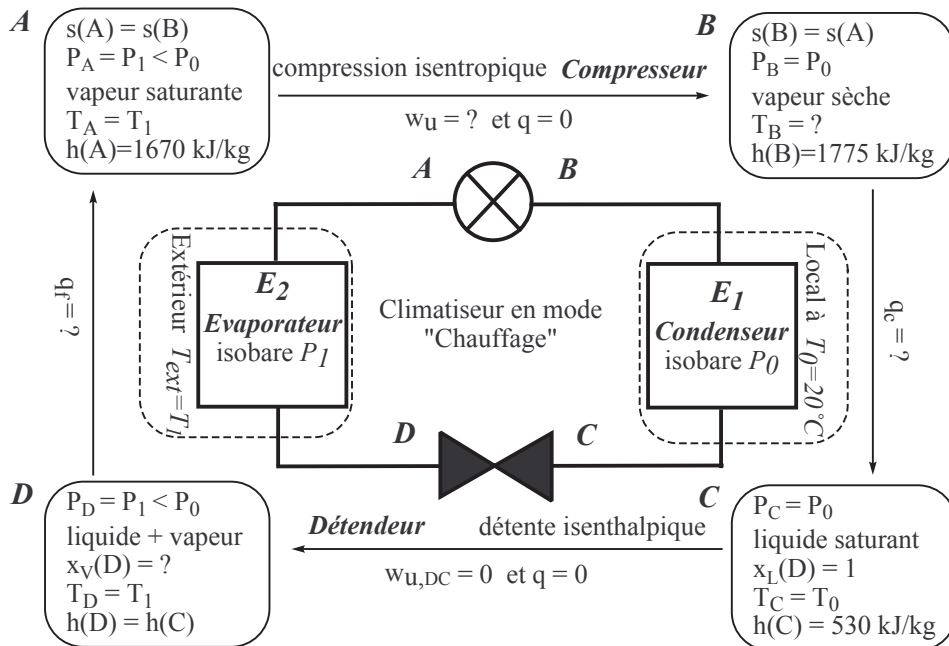 A
s(A) = s(B)
P_A = P_1 < P_0
vapeur saturante
T_A = T_1
h(A)=1670 kJ/kg
compression isentropique Compresseur
w_u = ? et q = 0
B
s(B) = s(A)
P_B = P_0
vapeur sèche
T_B = ?
h(B)=1775 kJ/kg
A
B
q_f = ?
Extérieur T_ext=T_1
E_2
Evaporateur
isobare P_1
Climatiseur en mode
"Chauffage"
E_1
Condenseur
isobare P_0
Local à T_0=20°C
q_c = ?
D
C
D
P_D = P_1 < P_0
liquide + vapeur
x_V(D) = ?
T_D = T_1
h(D) = h(C)
Détendeur détente isenthalpique
w_u,DC = 0 et q = 0
C
P_C = P_0
liquide saturant
x_L(D) = 1
T_C = T_0
h(C) = 530 kJ/kg